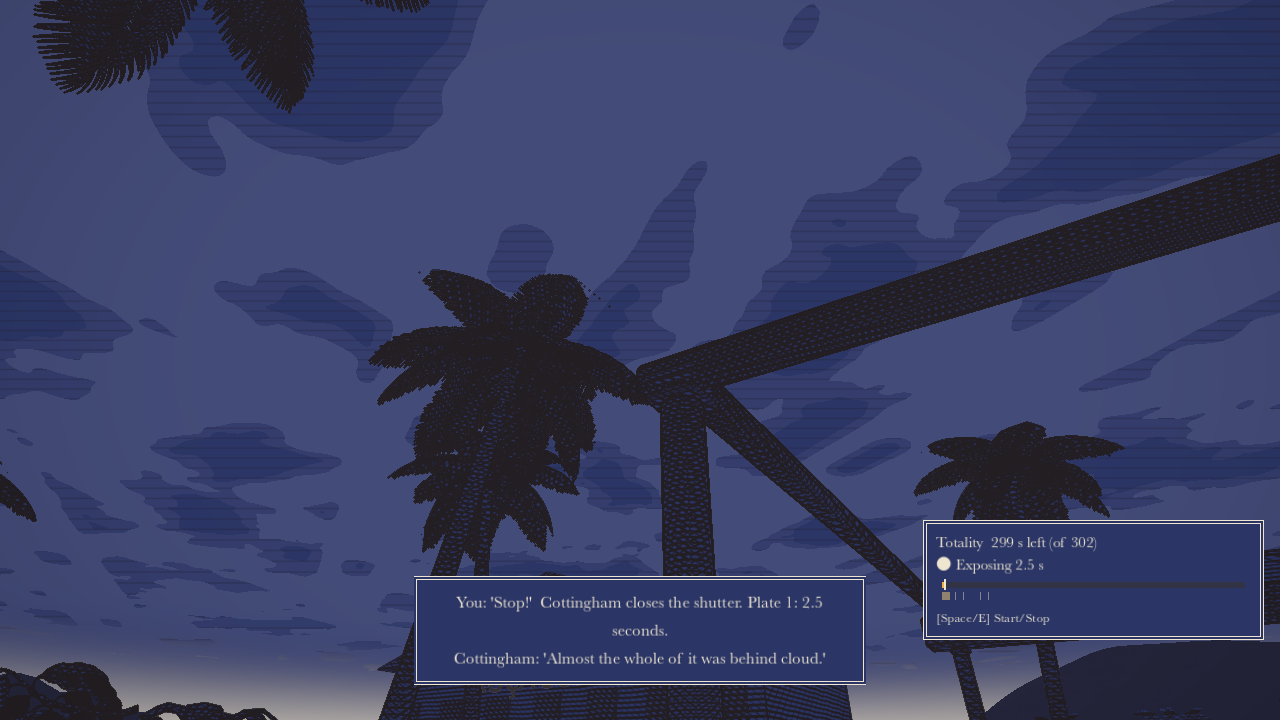 You: 'Stop!' Cottingham closes the shutter. Plate 1: 2.5
seconds.
Cottingham: 'Almost the whole of it was behind cloud.'
Totality 299 s left (of 302)
Exposing 2.5 s
[Space/E] Start/Stop